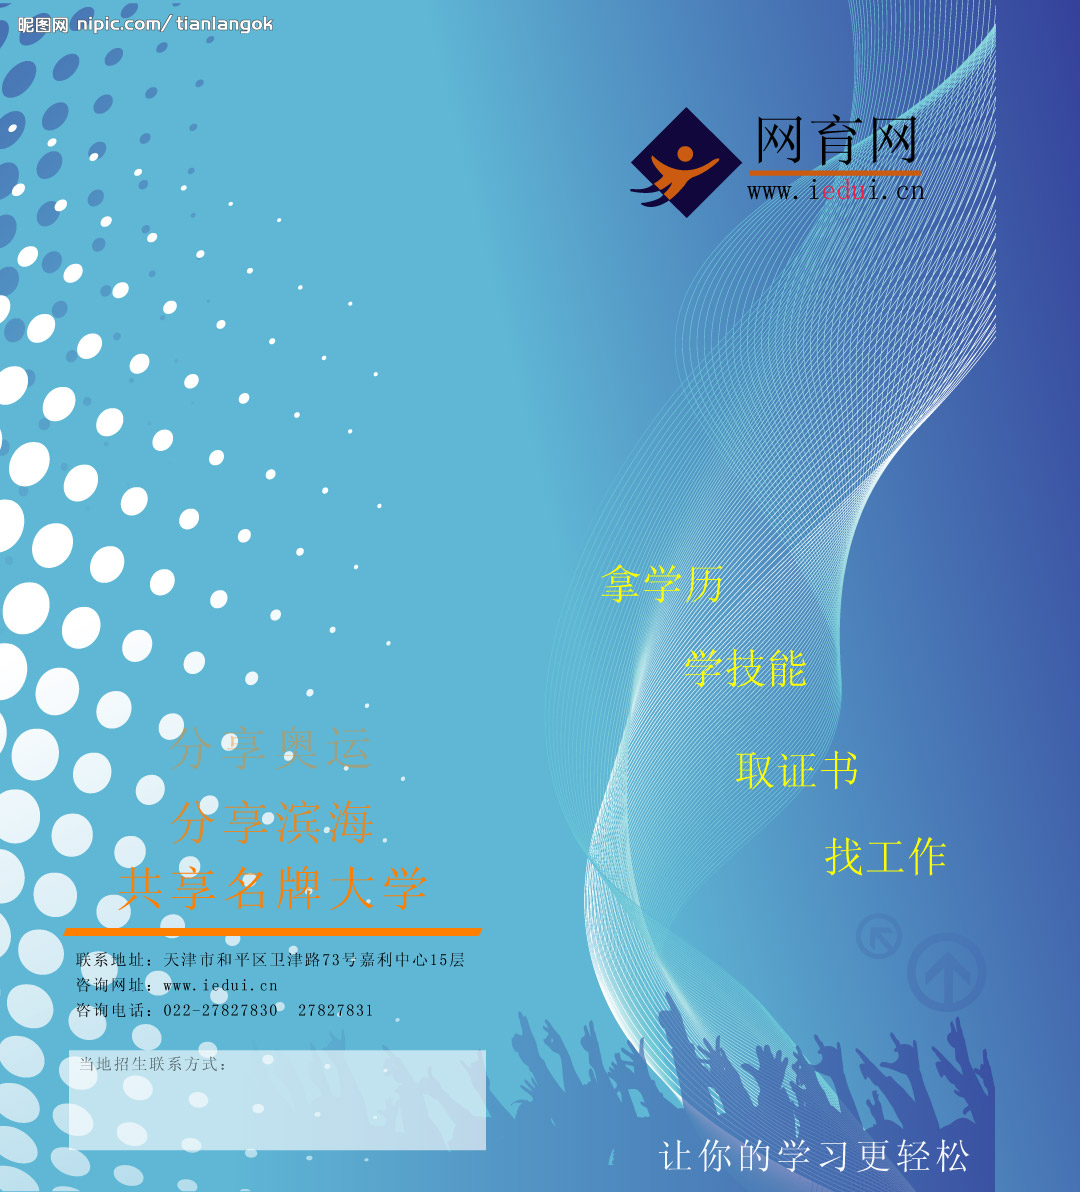 昵图网 nipic.com/tianlangok
网育网
www.iedui.cn
拿学历
学技能
取证书
找工作
分享奥运
分享滨海
共享名牌大学
联系地址：天津市和平区卫津路73号嘉利中心15层
咨询网址：www.iedui.cn
咨询电话：022-27827830 27827831
当地招生联系方式：
让你的学习更轻松